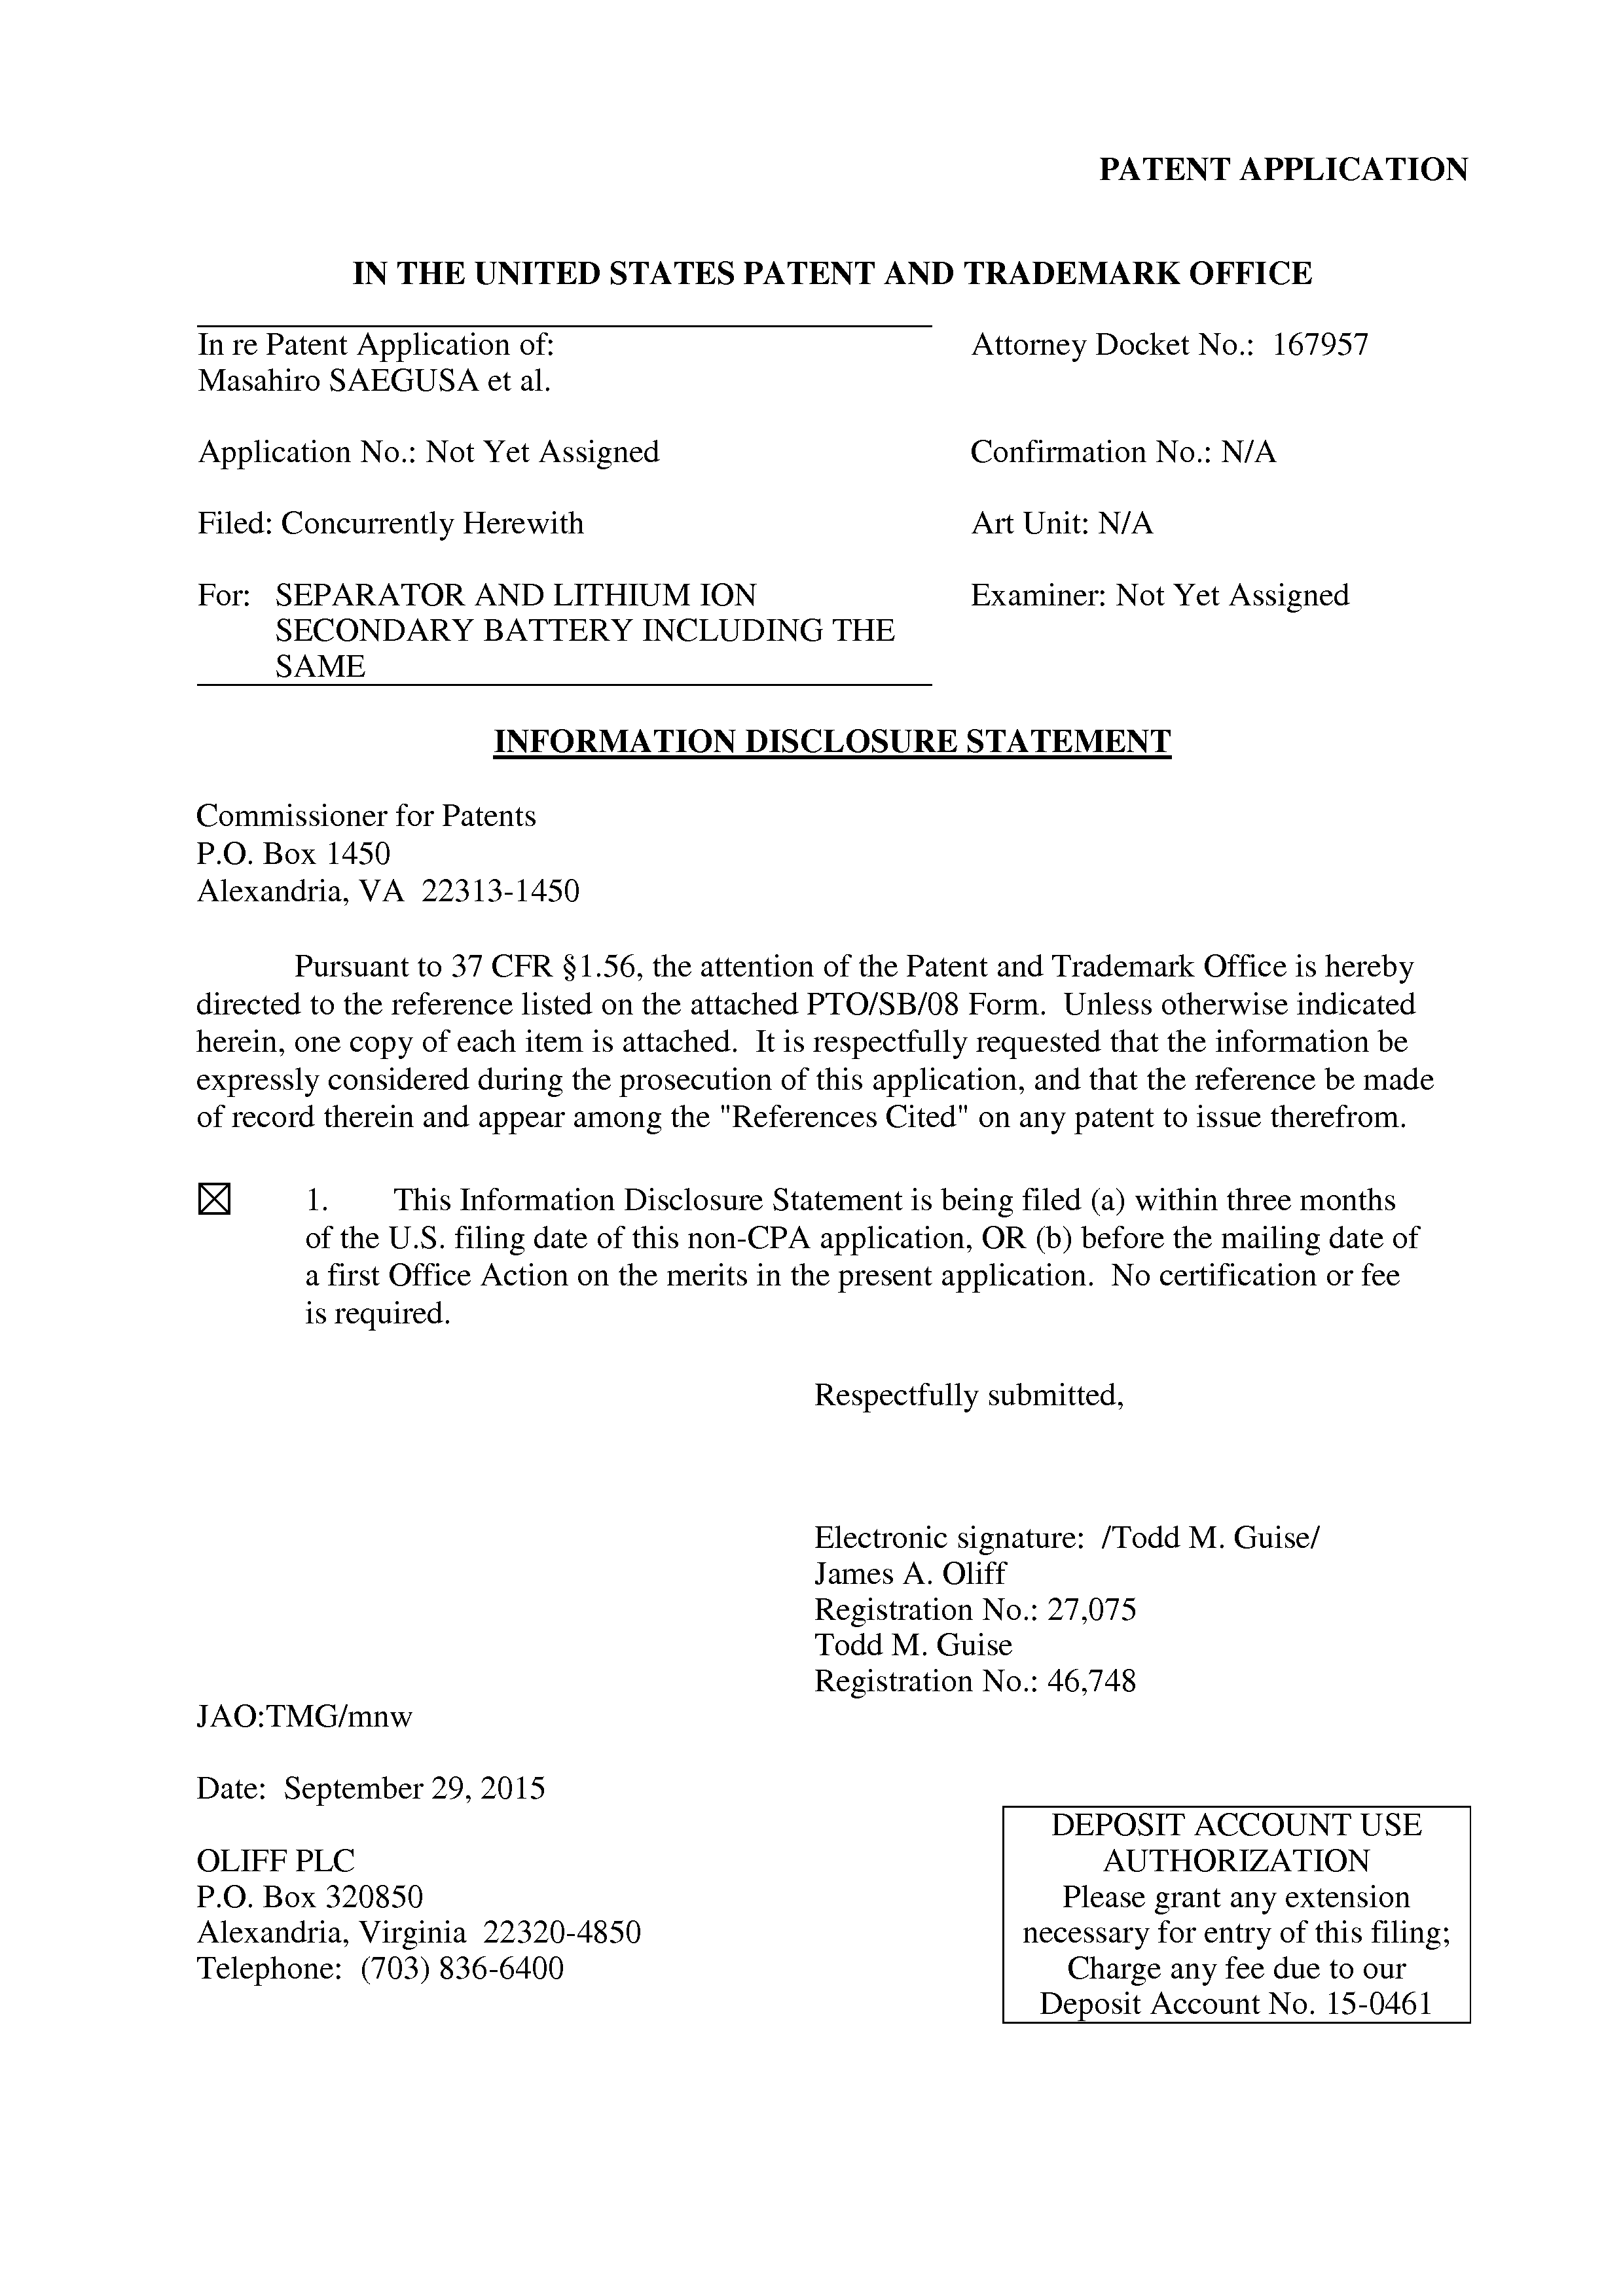 PATENT APPLICATION
IN THE UNITED STATES PATENT AND TRADEMARK OFFICE
In re Patent Application of:
Masahiro SAEGUSA et al.
Attorney Docket No.: 167957
Application No.: Not Yet Assigned
Confirmation No.: N/A
Filed: Concurrently Herewith
Art Unit: N/A
For: SEPARATOR AND LITHIUM ION
SECONDARY BATTERY INCLUDING THE
SAME
Examiner: Not Yet Assigned
INFORMATION DISCLOSURE STATEMENT
Commissioner for Patents
P.O. Box 1450
Alexandria, VA 22313-1450
Pursuant to 37 CFR §1.56, the attention of the Patent and Trademark Office is hereby
directed to the reference listed on the attached PTO/SB/08 Form. Unless otherwise indicated
herein, one copy of each item is attached. It is respectfully requested that the information be
expressly considered during the prosecution of this application, and that the reference be made
of record therein and appear among the "References Cited" on any patent to issue therefrom.
☒ 1. This Information Disclosure Statement is being filed (a) within three months
of the U.S. filing date of this non-CPA application, OR (b) before the mailing date of
a first Office Action on the merits in the present application. No certification or fee
is required.
Respectfully submitted,
Electronic signature: /Todd M. Guise/
James A. Oliff
Registration No.: 27,075
Todd M. Guise
Registration No.: 46,748
JAO:TMG/mnw
Date: September 29, 2015
OLIFF PLC
P.O. Box 320850
Alexandria, Virginia 22320-4850
Telephone: (703) 836-6400
DEPOSIT ACCOUNT USE
AUTHORIZATION
Please grant any extension
necessary for entry of this filing;
Charge any fee due to our
Deposit Account No. 15-0461